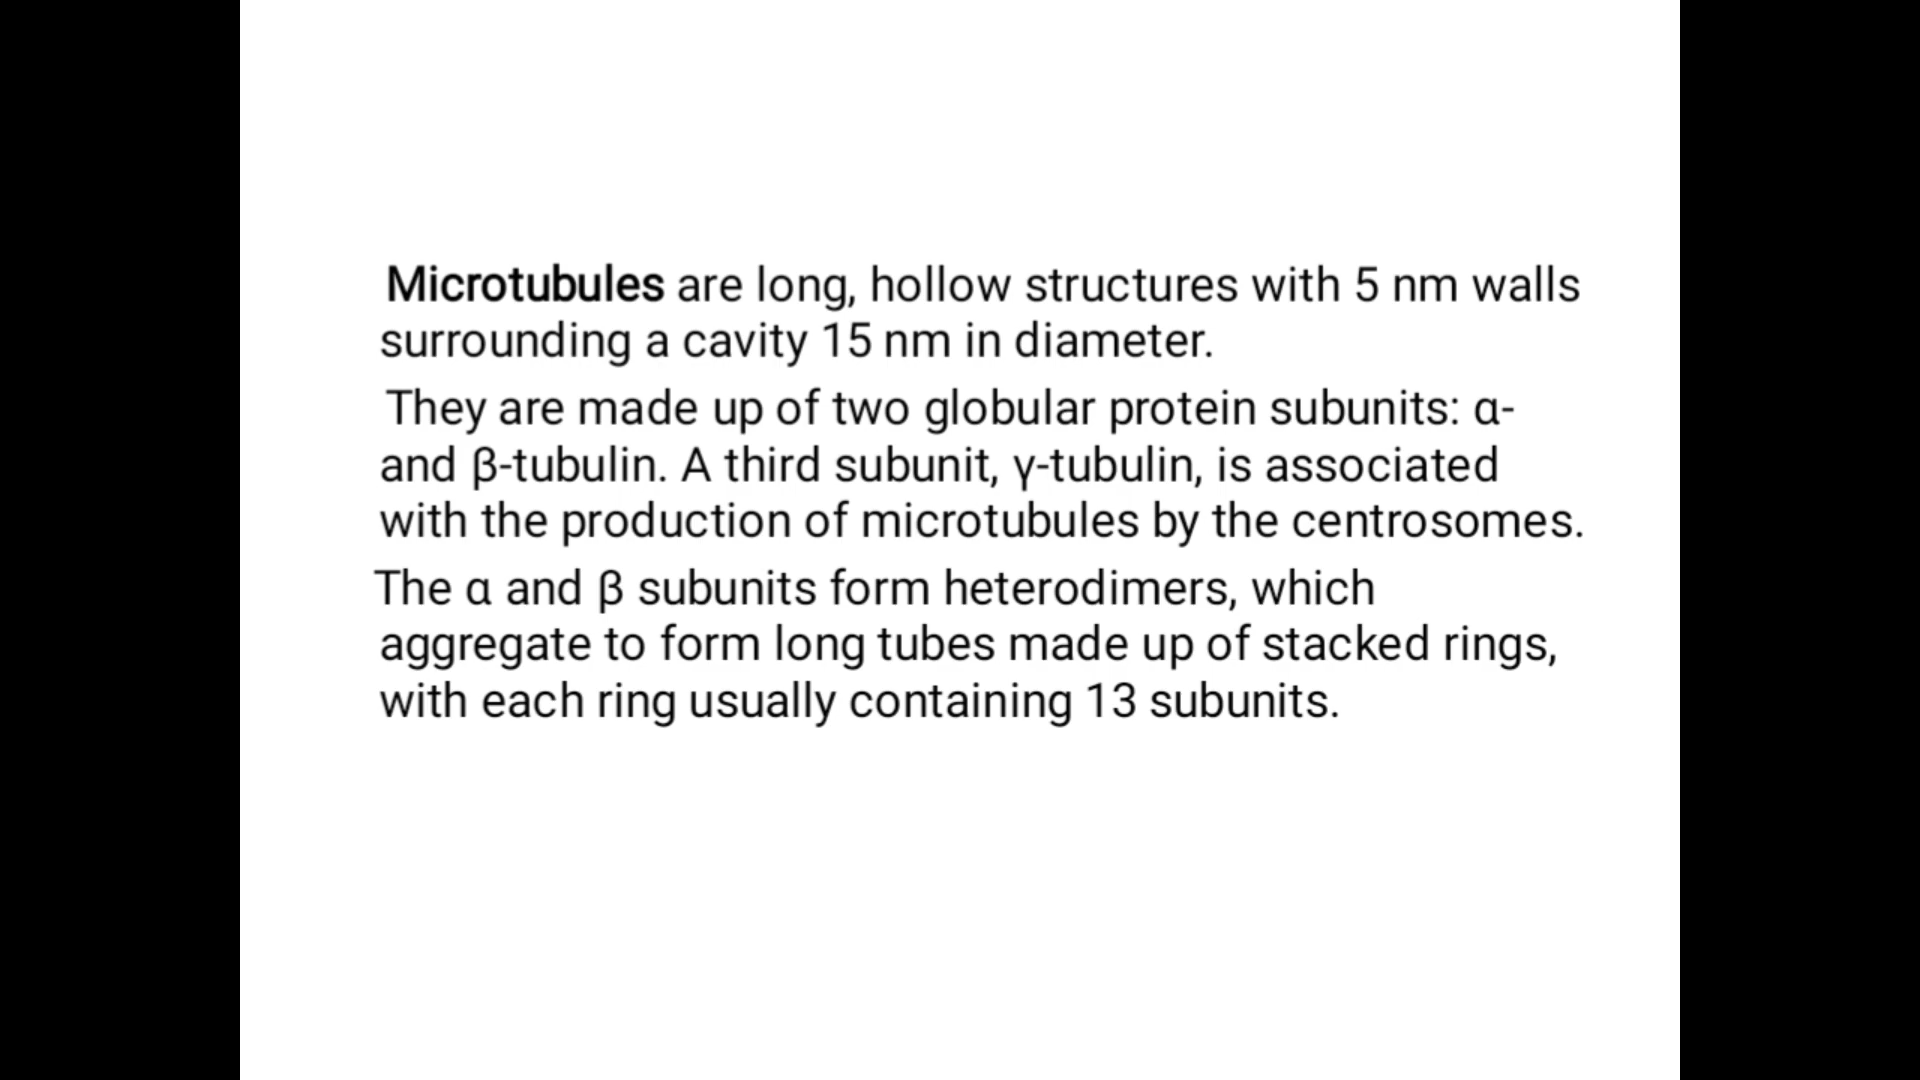 Microtubules are long, hollow structures with 5 nm walls
surrounding a cavity 15 nm in diameter.
They are made up of two globular protein subunits: α-
and β-tubulin. A third subunit, γ-tubulin, is associated
with the production of microtubules by the centrosomes.
The α and β subunits form heterodimers, which
aggregate to form long tubes made up of stacked rings,
with each ring usually containing 13 subunits.